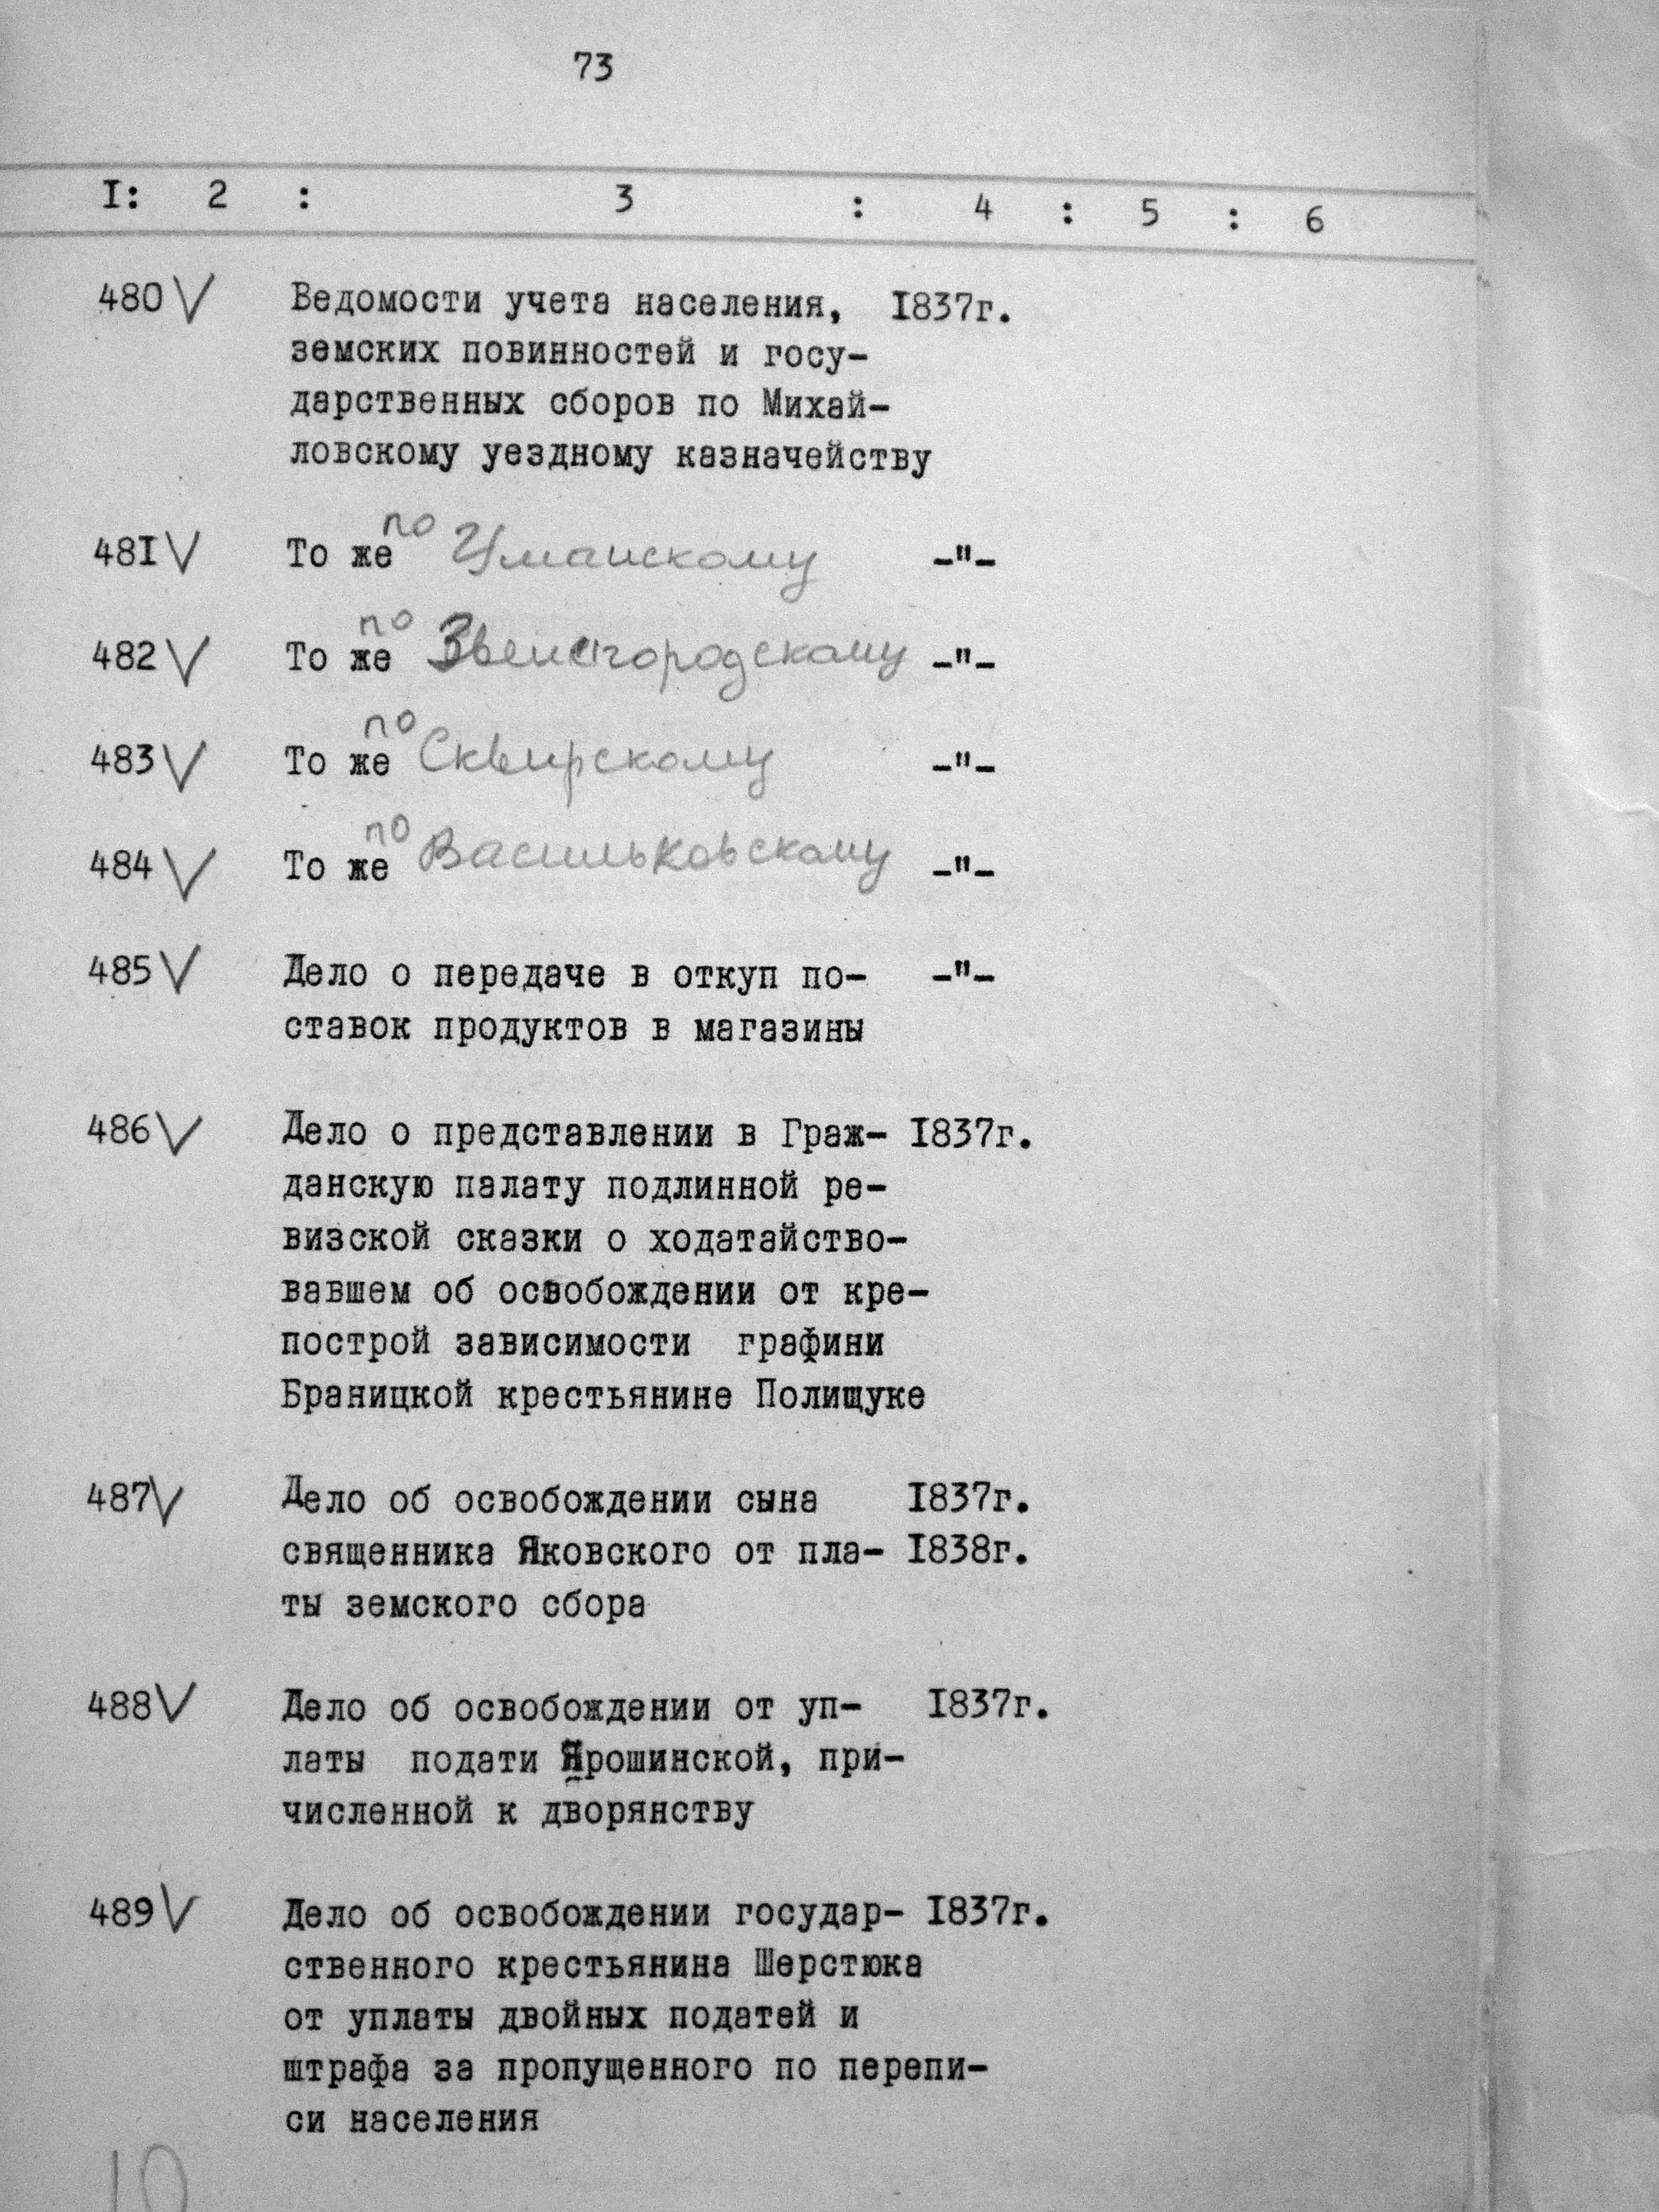 73
I: 2 : 3 : 4 : 5 : 6
480 V Ведомости учета населения, I837г.
земских повинностей и госу-
дарственных сборов по Михай-
ловскому уездному казначейству
48I V То же по Уманскому -"-
482 V То же по Звенигородскому -"-
483 V То же по Сквирскому -"-
484 V То же по Васильковскому -"-
485 V Дело о передаче в откуп по- -"-
ставок продуктов в магазины
486 V Дело о представлении в Граж- I837г.
данскую палату подлинной ре-
визской сказки о ходатайство-
вавшем об освобождении от кре-
построй зависимости графини
Браницкой крестьянине Полищуке
487 V Дело об освобождении сына I837г.
священника Яковского от пла- I838г.
ты земского сбора
488 V Дело об освобождении от уп- I837г.
латы подати Ярошинской, при-
численной к дворянству
489 V Дело об освобождении государ- I837г.
ственного крестьянина Шерстюка
от уплаты двойных податей и
штрафа за пропущенного по перепи-
си населения
10